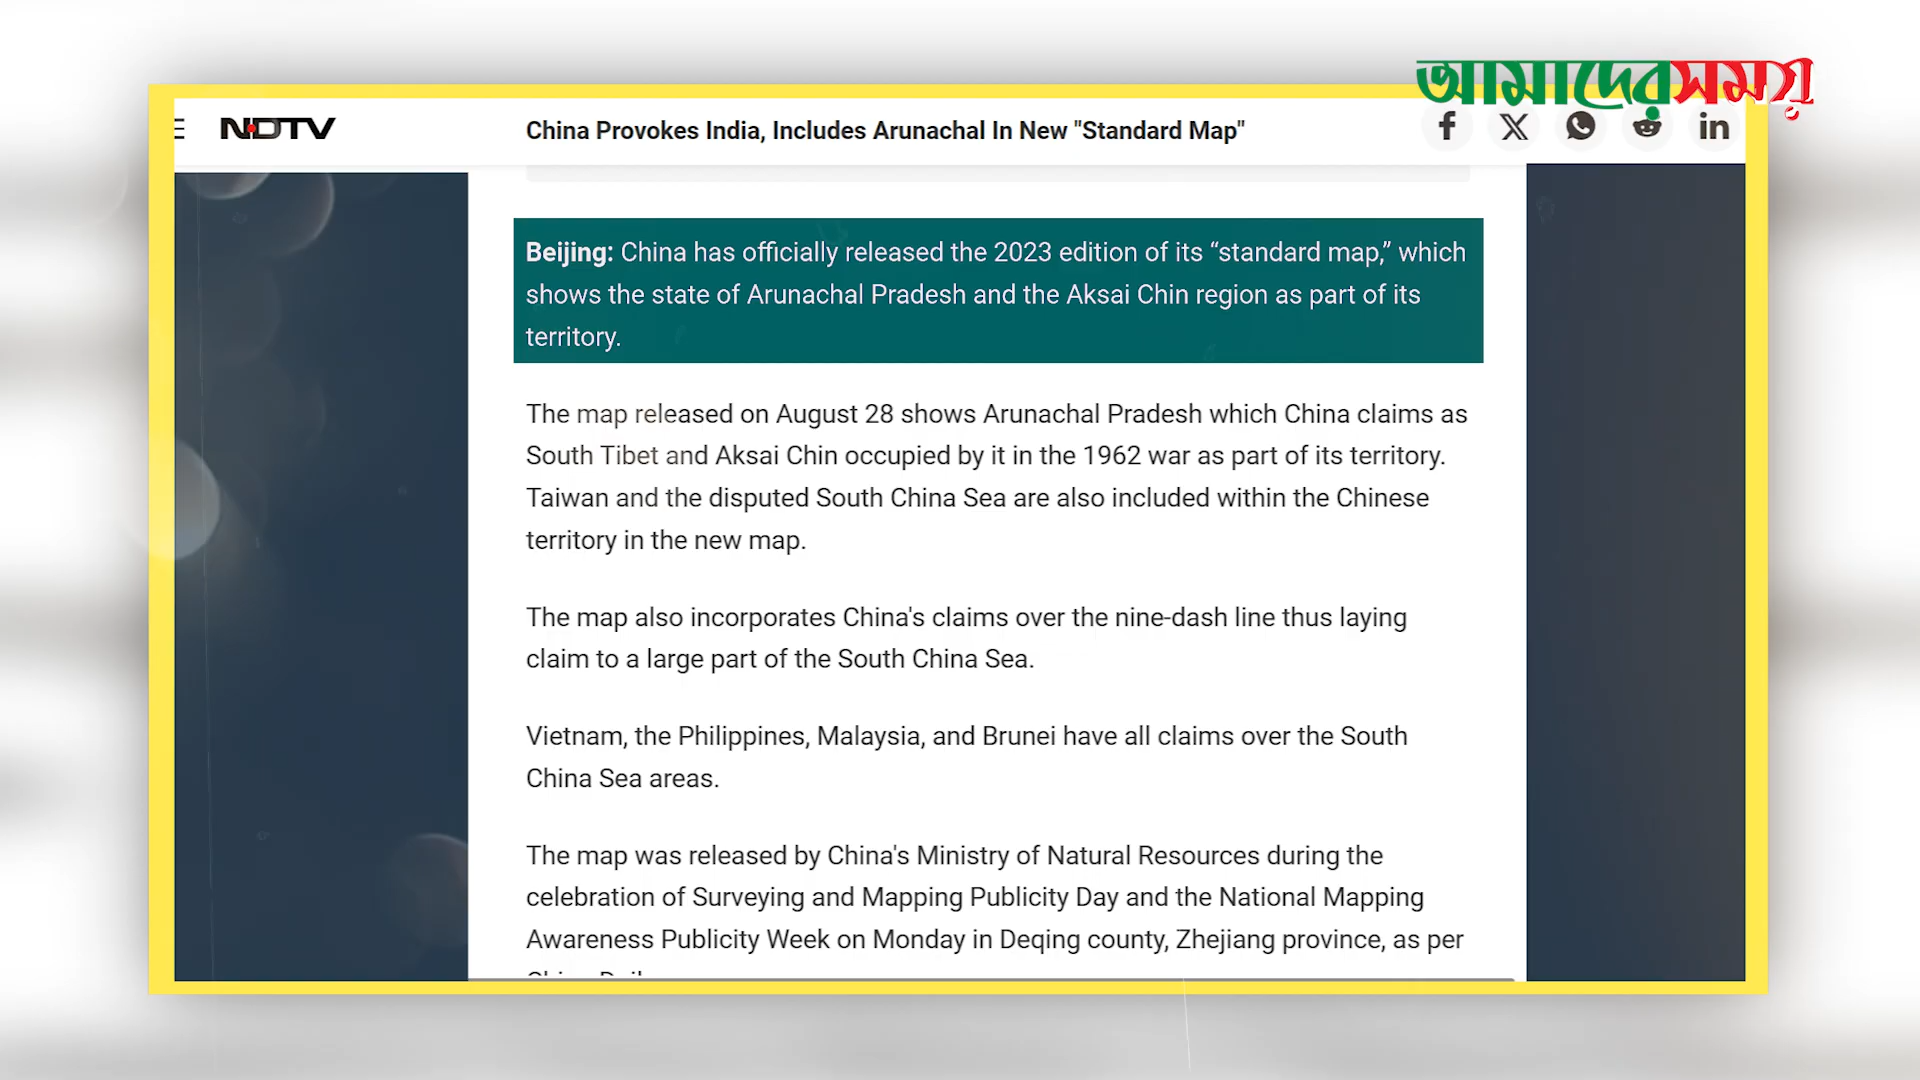 আমাদের সময়
NDTV
China Provokes India, Includes Arunachal In New "Standard Map"
Beijing: China has officially released the 2023 edition of its “standard map,” which
shows the state of Arunachal Pradesh and the Aksai Chin region as part of its
territory.
The map released on August 28 shows Arunachal Pradesh which China claims as
South Tibet and Aksai Chin occupied by it in the 1962 war as part of its territory.
Taiwan and the disputed South China Sea are also included within the Chinese
territory in the new map.
The map also incorporates China's claims over the nine-dash line thus laying
claim to a large part of the South China Sea.
Vietnam, the Philippines, Malaysia, and Brunei have all claims over the South
China Sea areas.
The map was released by China's Ministry of Natural Resources during the
celebration of Surveying and Mapping Publicity Day and the National Mapping
Awareness Publicity Week on Monday in Deqing county, Zhejiang province, as per